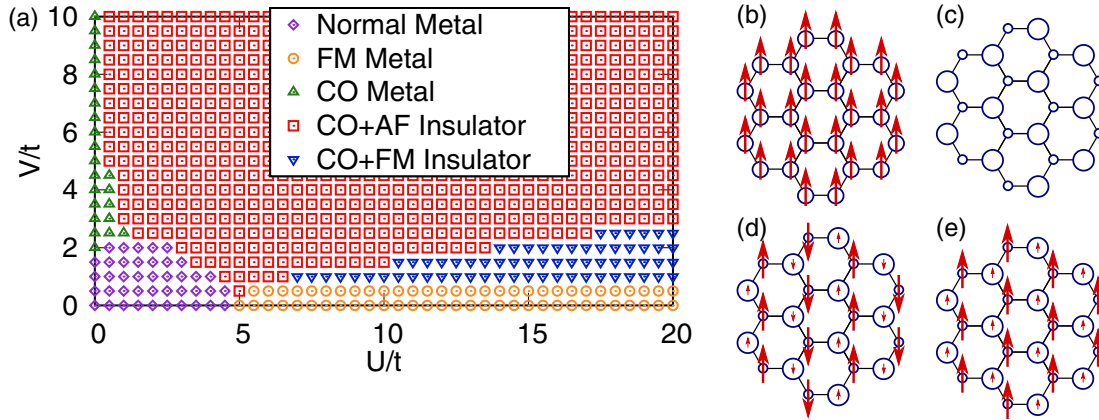 (a)
Normal Metal
FM Metal
CO Metal
CO+AF Insulator
CO+FM Insulator
V/t
10
8
6
4
2
0
0 5 10 15 20
U/t
(b) (c)
(d) (e)